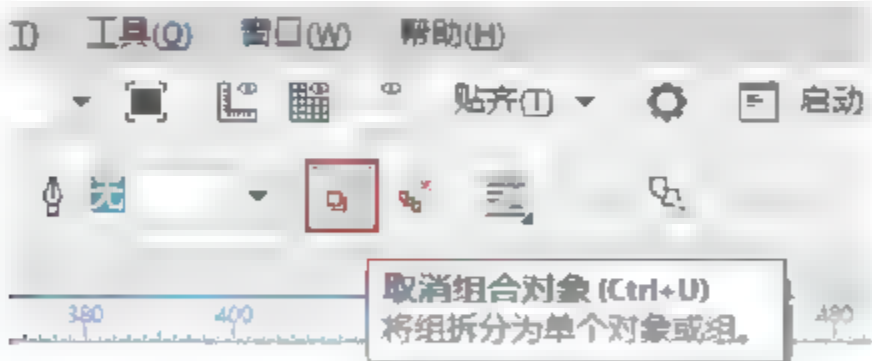 工具(O) 窗口(W) 帮助(H)
贴齐(T) 启动
无
取消组合对象 (Ctrl+U)
将组拆分为单个对象或组。
380 400 480